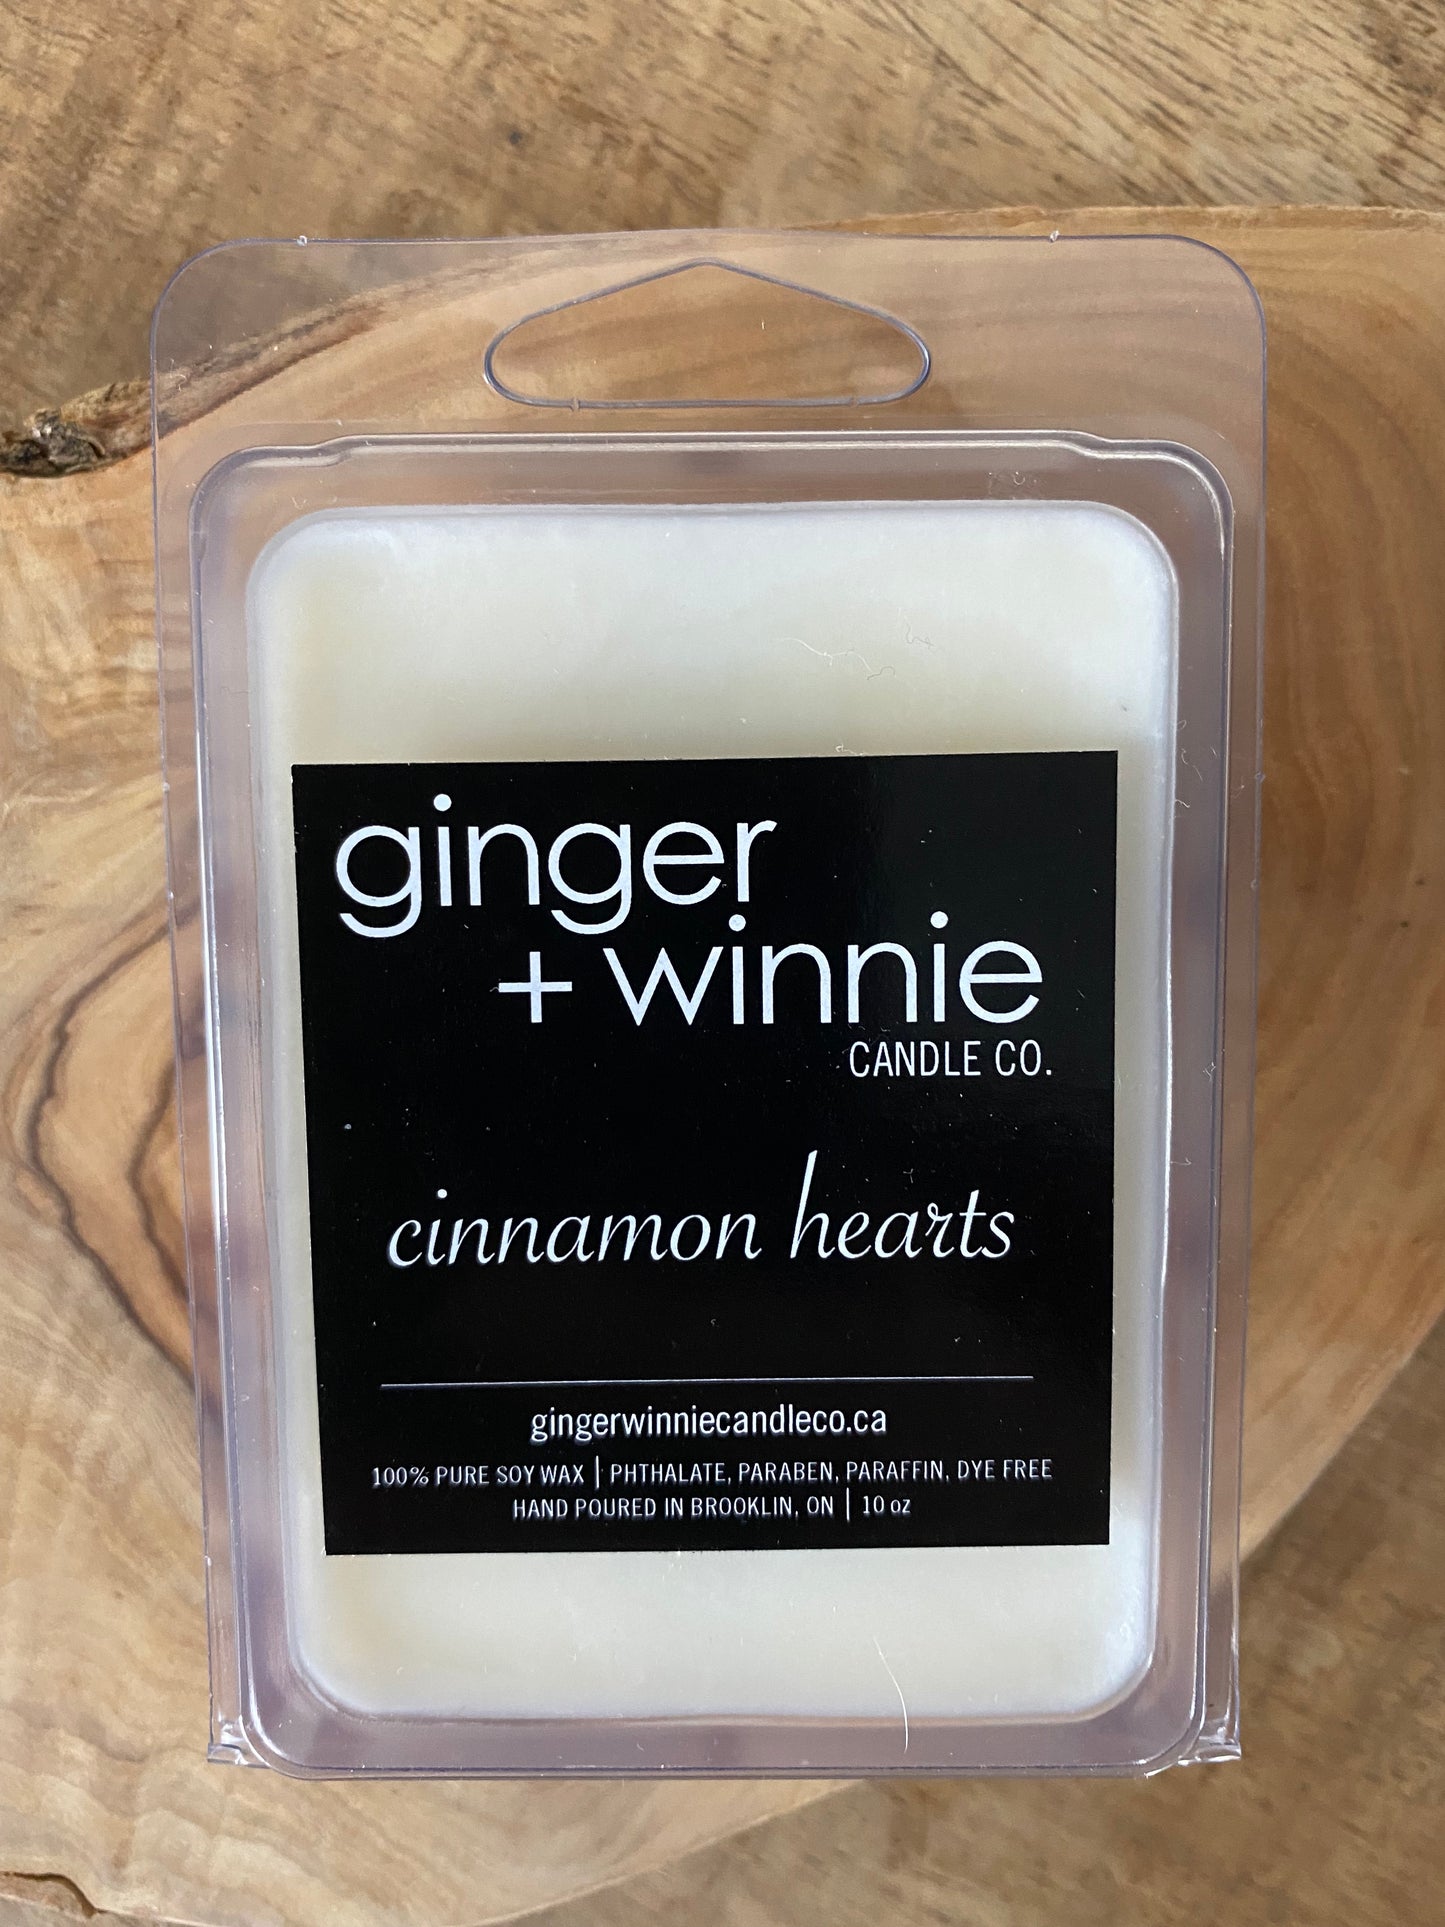 ginger
+ winnie
CANDLE CO.
cinnamon hearts
gingerwinniecandleco.ca
100% PURE SOY WAX | PHTHALATE, PARABEN, PARAFFIN, DYE FREE
HAND POURED IN BROOKLIN, ON | 10 oz